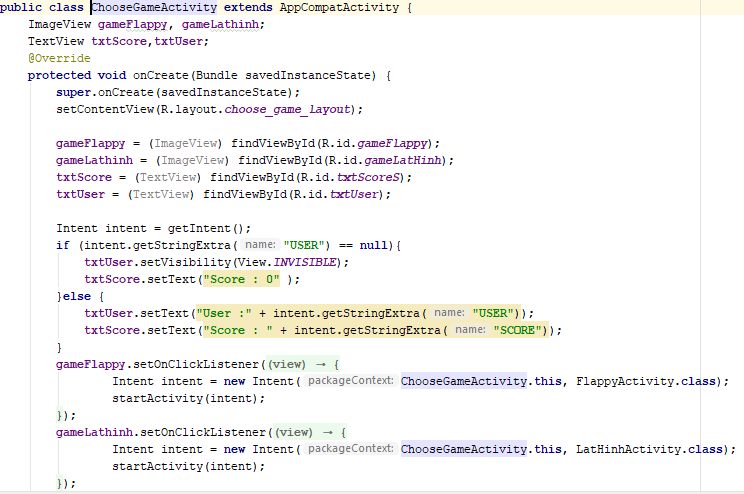 public class ChooseGameActivity extends AppCompatActivity {
    ImageView gameFlappy, gameLathinh;
    TextView txtScore,txtUser;
    @Override
    protected void onCreate(Bundle savedInstanceState) {
        super.onCreate(savedInstanceState);
        setContentView(R.layout.choose_game_layout);
        gameFlappy = (ImageView) findViewById(R.id.gameFlappy);
        gameLathinh = (ImageView) findViewById(R.id.gameLatHinh);
        txtScore = (TextView) findViewById(R.id.txtScoreS);
        txtUser = (TextView) findViewById(R.id.txtUser);
        Intent intent = getIntent();
        if (intent.getStringExtra( name: "USER") == null){
            txtUser.setVisibility(View.INVISIBLE);
            txtScore.setText("Score : 0" );
        }else {
            txtUser.setText("User :" + intent.getStringExtra( name: "USER"));
            txtScore.setText("Score : " + intent.getStringExtra( name: "SCORE"));
        }
        gameFlappy.setOnClickListener((view) → {
                Intent intent = new Intent( packageContext: ChooseGameActivity.this, FlappyActivity.class);
                startActivity(intent);
        });
        gameLathinh.setOnClickListener((view) → {
                Intent intent = new Intent( packageContext: ChooseGameActivity.this, LatHinhActivity.class);
                startActivity(intent);
        });